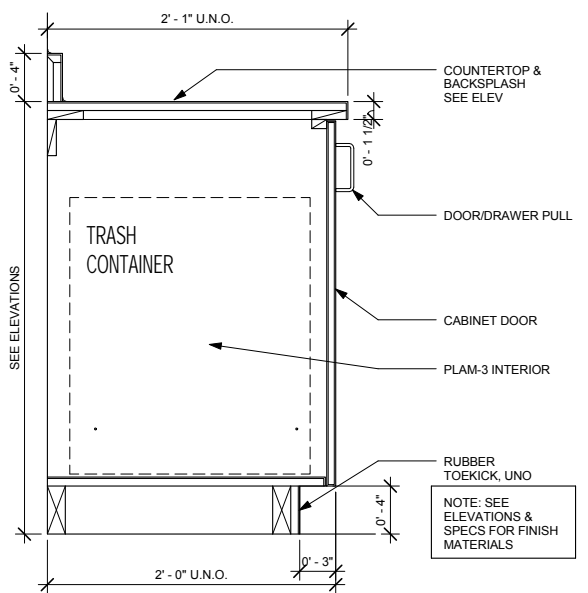 2' - 1" U.N.O.
0' - 4"
COUNTERTOP &
BACKSPLASH
SEE ELEV
0' - 1 1/2"
DOOR/DRAWER PULL
TRASH
CONTAINER
SEE ELEVATIONS
CABINET DOOR
PLAM-3 INTERIOR
RUBBER
TOEKICK, UNO
0' - 4"
NOTE: SEE
ELEVATIONS &
SPECS FOR FINISH
MATERIALS
0' - 3"
2' - 0" U.N.O.